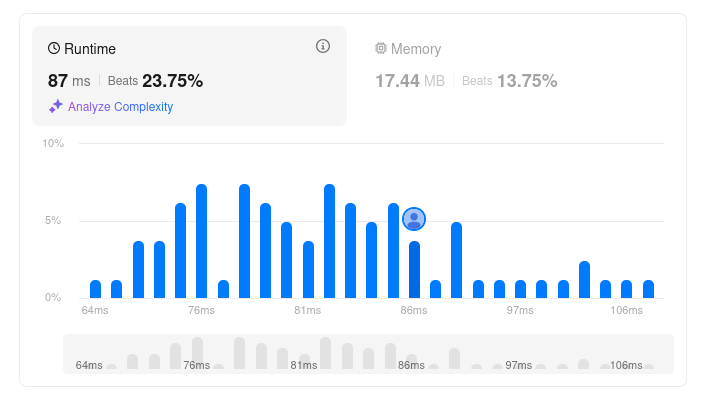 Runtime
87 ms | Beats 23.75%
Analyze Complexity
Memory
17.44 MB | Beats 13.75%
10%
5%
0%
64ms 76ms 81ms 86ms 97ms 106ms
64ms 76ms 81ms 86ms 97ms 106ms